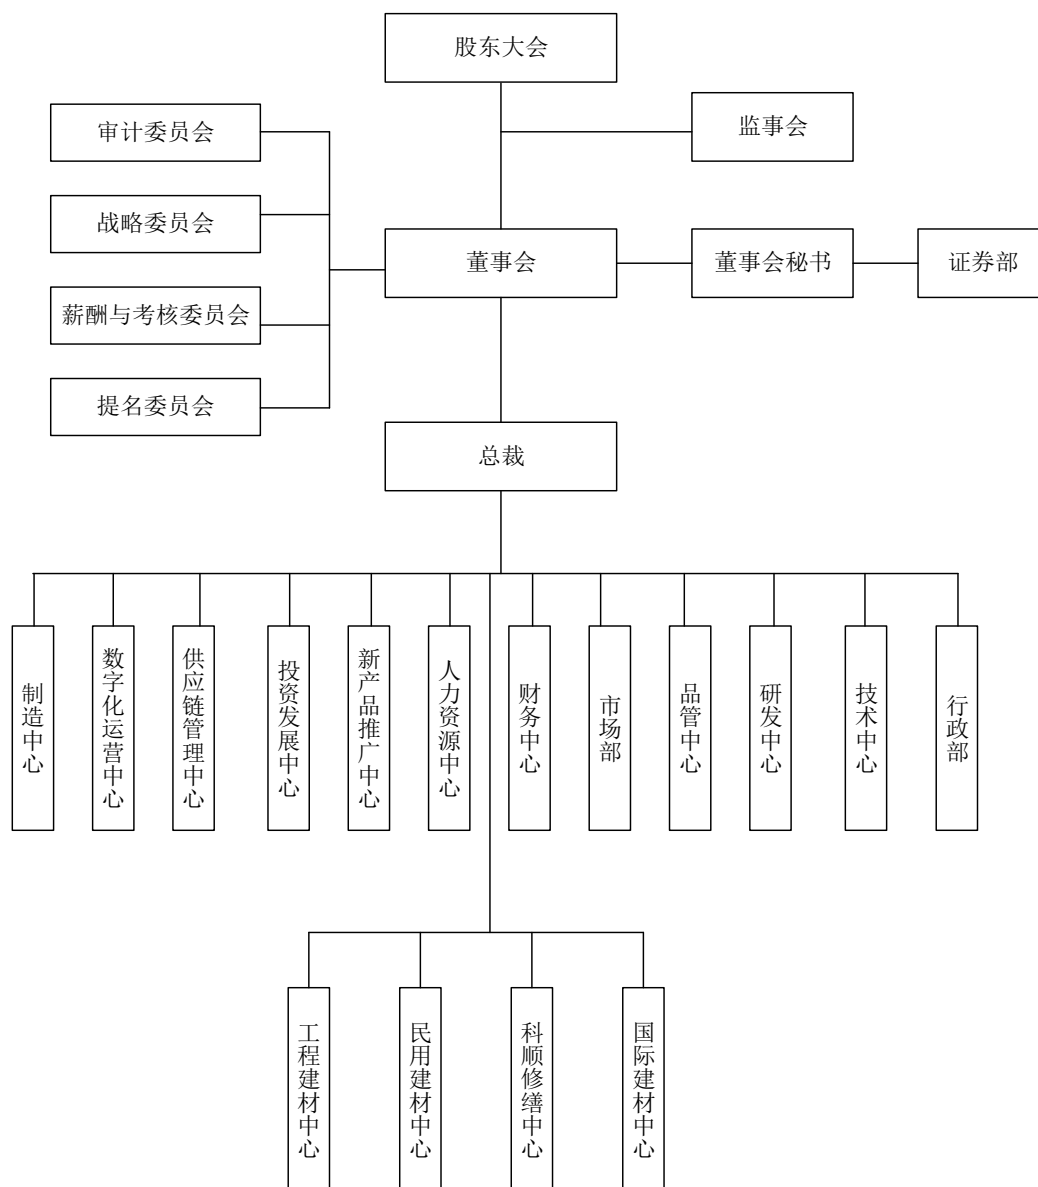 股东大会
监事会
审计委员会
战略委员会
董事会
董事会秘书
证券部
薪酬与考核委员会
提名委员会
总裁
制造中心
数字化运营中心
供应链管理中心
投资发展中心
新产品推广中心
人力资源中心
财务中心
市场部
品管中心
研发中心
技术中心
行政部
工程建材中心
民用建材中心
科顺修缮中心
国际建材中心